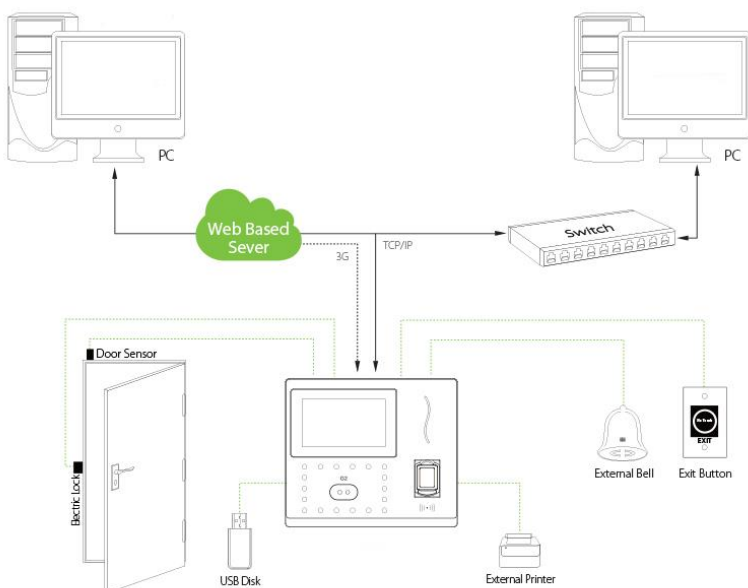 PC
PC
Web Based
Sever
Switch
3G
TCP/IP
Door Sensor
Electric Lock
EXIT
External Bell
Exit Button
USB Disk
External Printer